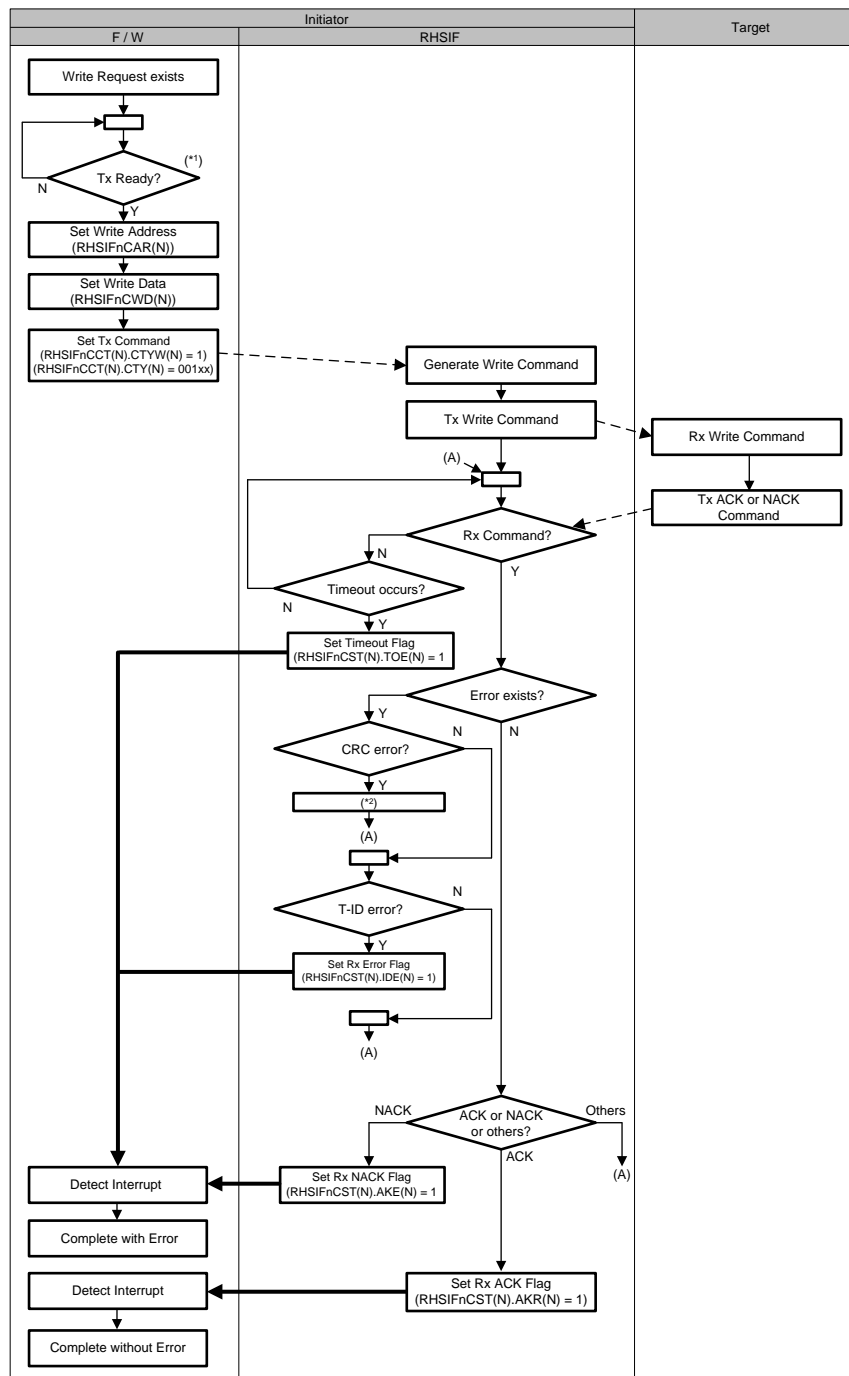 Initiator
Target
F / W
RHSIF
Write Request exists
(*1)
Tx Ready?
N
Y
Set Write Address
(RHSIFnCAR(N))
Set Write Data
(RHSIFnCWD(N))
Set Tx Command
(RHSIFnCCT(N).CTYW(N) = 1)
(RHSIFnCCT(N).CTY(N) = 001xx)
Generate Write Command
Tx Write Command
Rx Write Command
(A)
Tx ACK or NACK
Command
Rx Command?
N
Y
Timeout occurs?
N
Y
Set Timeout Flag
(RHSIFnCST(N).TOE(N) = 1
Error exists?
Y
N
N
CRC error?
Y
(*2)
(A)
N
T-ID error?
Y
Set Rx Error Flag
(RHSIFnCST(N).IDE(N) = 1)
(A)
NACK
ACK or NACK
or others?
Others
ACK
(A)
Detect Interrupt
Set Rx NACK Flag
(RHSIFnCST(N).AKE(N) = 1
Complete with Error
Detect Interrupt
Set Rx ACK Flag
(RHSIFnCST(N).AKR(N) = 1)
Complete without Error